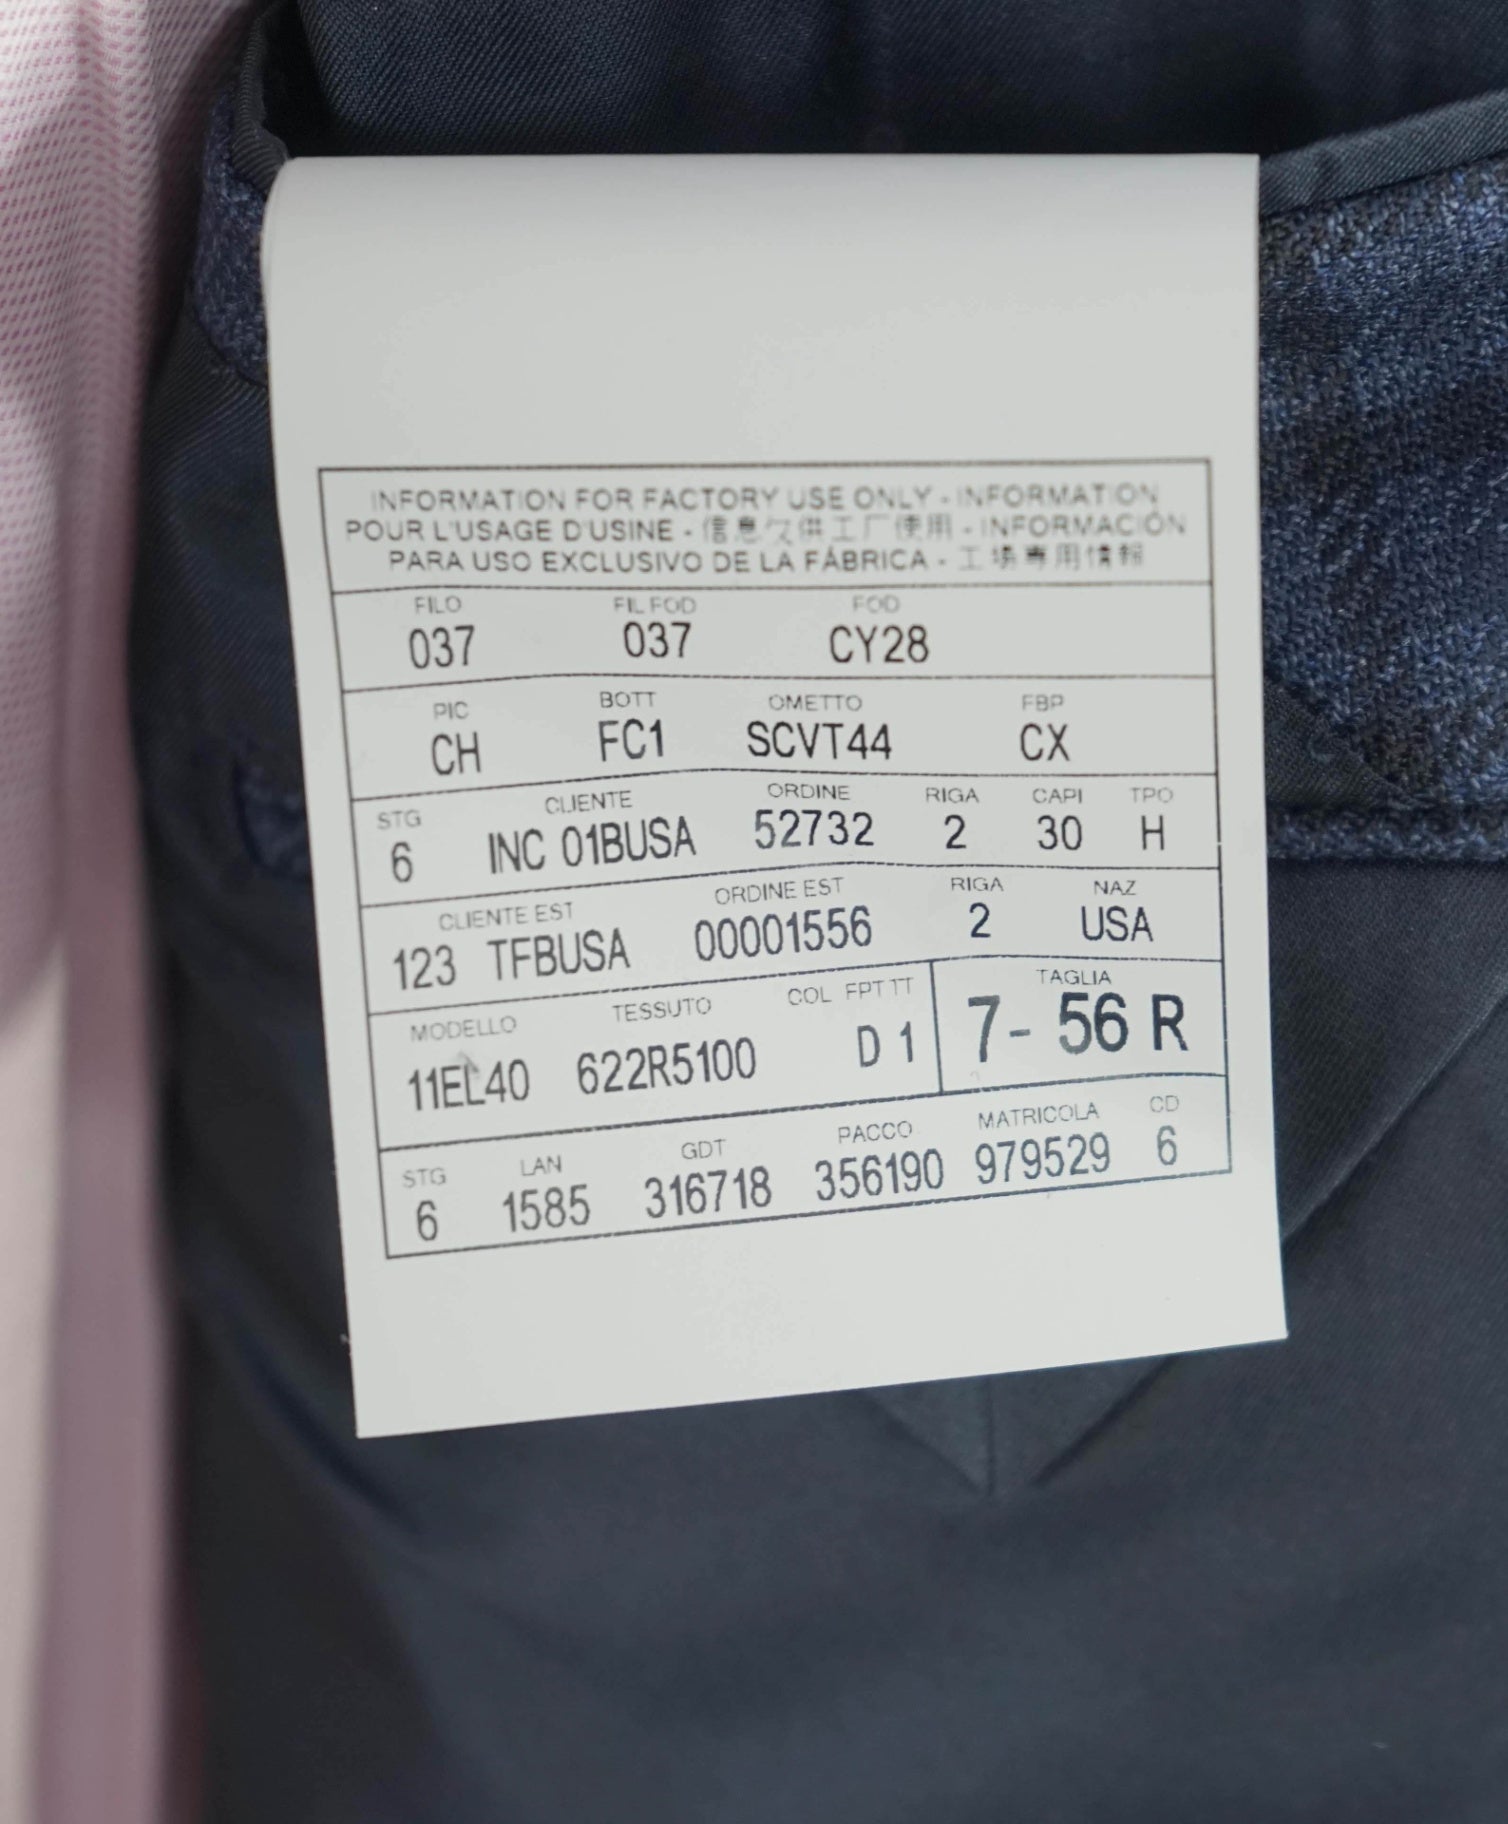 INFORMATION FOR FACTORY USE ONLY - INFORMATION
POUR L'USAGE D'USINE - 信息仅供工厂使用 - INFORMACIÓN
PARA USO EXCLUSIVO DE LA FÁBRICA - 工場専用情報
FILO FIL FOD FOD
037 037 CY28
PIC BOTT OMETTO FBP
CH FC1 SCVT44 CX
STG CLIENTE ORDINE RIGA CAPI TPO
6 INC 01BUSA 52732 2 30 H
CLIENTE EST ORDINE EST RIGA NAZ
123 TFBUSA 00001556 2 USA
MODELLO TESSUTO COL FPT TT TAGLIA
11EL40 622R5100 D 1 7- 56 R
STG LAN GDT PACCO MATRICOLA CD
6 1585 316718 356190 979529 6